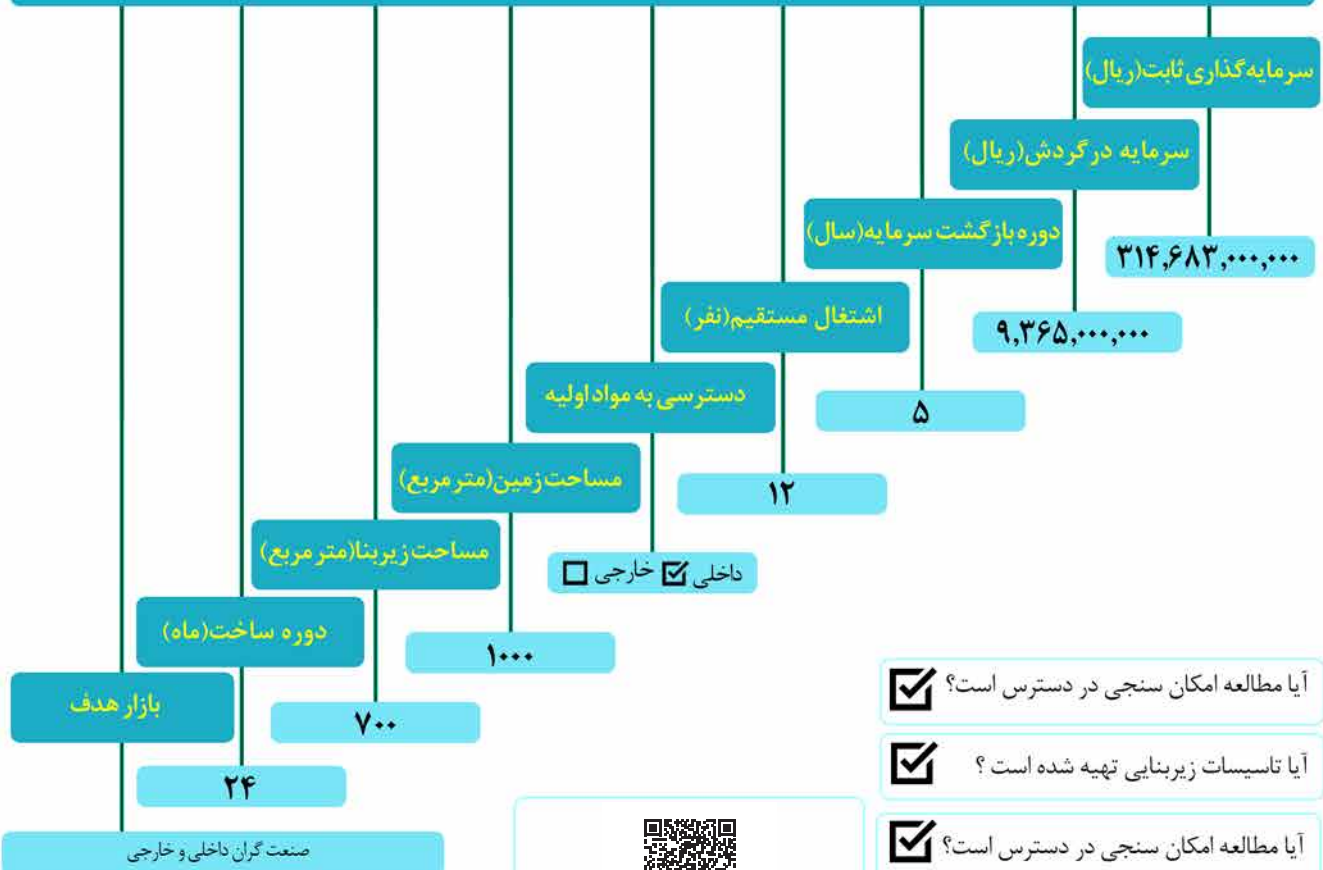 سرمایه‌گذاری ثابت(ریال)
۳۱۴,۶۸۳,۰۰۰,۰۰۰
سرمایه در گردش(ریال)
۹,۳۶۵,۰۰۰,۰۰۰
دوره بازگشت سرمایه(سال)
۵
اشتغال مستقیم(نفر)
۱۲
دسترسی به مواد اولیه
داخلی ☑ خارجی ☐
مساحت زمین(متر مربع)
۱۰۰۰
مساحت زیربنا(متر مربع)
۷۰۰
دوره ساخت(ماه)
۲۴
بازار هدف
صنعت گران داخلی و خارجی
آیا مطالعه امکان سنجی در دسترس است؟ ☑
آیا تاسیسات زیربنایی تهیه شده است ؟ ☑
آیا مطالعه امکان سنجی در دسترس است؟ ☑